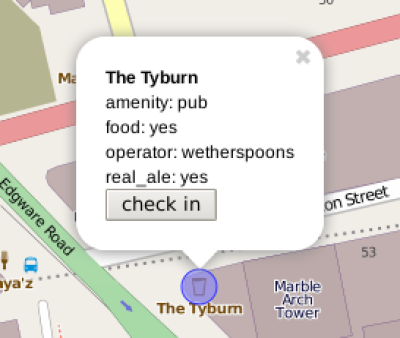 Ma
×
The Tyburn
amenity: pub
food: yes
operator: wetherspoons
real_ale: yes
check in
Edgware Road
on Street
53
aya'z
The Tyburn
Marble
Arch
Tower